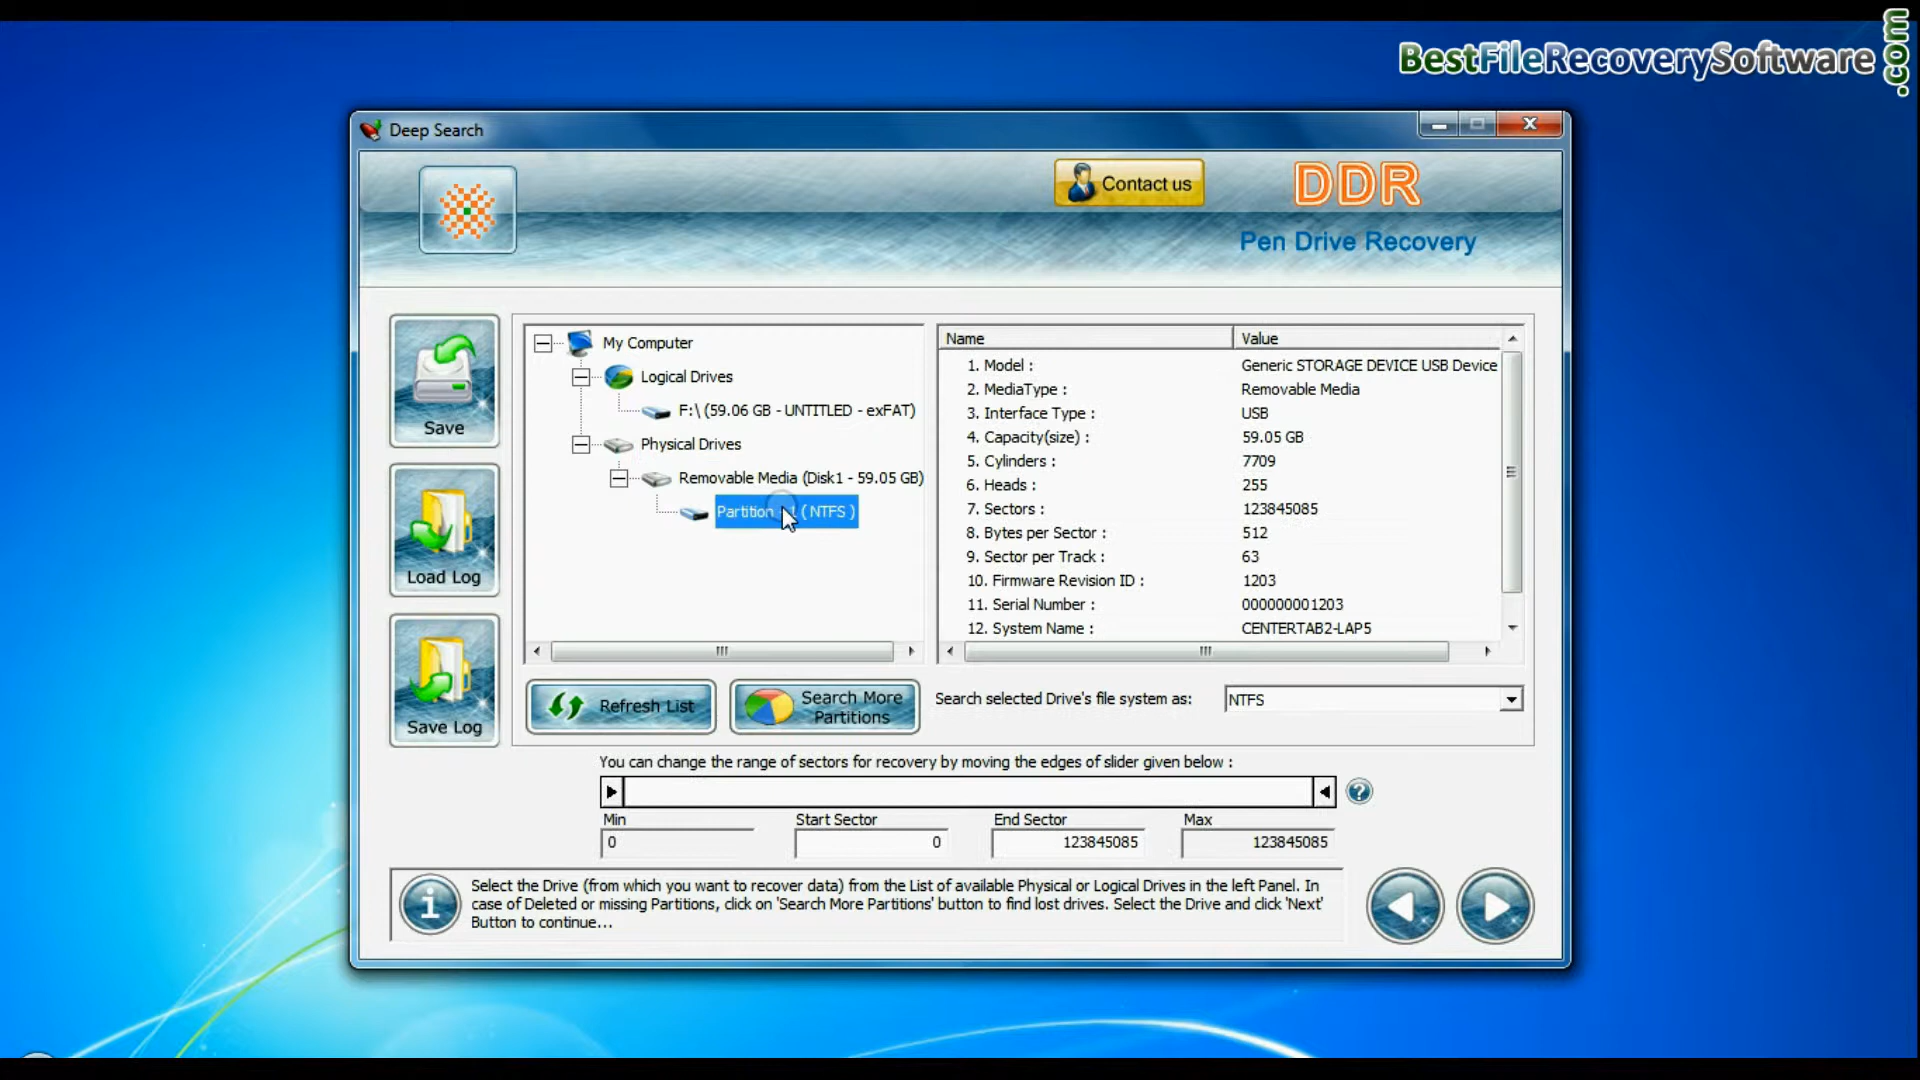 BestFileRecoverySoftware.com
Deep Search
Contact us
DDR
Pen Drive Recovery
Save
Load Log
Save Log
My Computer
Logical Drives
F:\ (59.06 GB - UNTITLED - exFAT)
Physical Drives
Removable Media (Disk1 - 59.05 GB)
Partition - 1 ( NTFS )
Name Value
1. Model : Generic STORAGE DEVICE USB Device
2. MediaType : Removable Media
3. Interface Type : USB
4. Capacity(size) : 59.05 GB
5. Cylinders : 7709
6. Heads : 255
7. Sectors : 123845085
8. Bytes per Sector : 512
9. Sector per Track : 63
10. Firmware Revision ID : 1203
11. Serial Number : 000000001203
12. System Name : CENTERTAB2-LAP5
Refresh List
Search More
Partitions
Search selected Drive's file system as: NTFS
You can change the range of sectors for recovery by moving the edges of slider given below :
Min Start Sector End Sector Max
0 0 123845085 123845085
Select the Drive (from which you want to recover data) from the List of available Physical or Logical Drives in the left Panel. In
case of Deleted or missing Partitions, click on 'Search More Partitions' button to find lost drives. Select the Drive and click 'Next'
Button to continue...